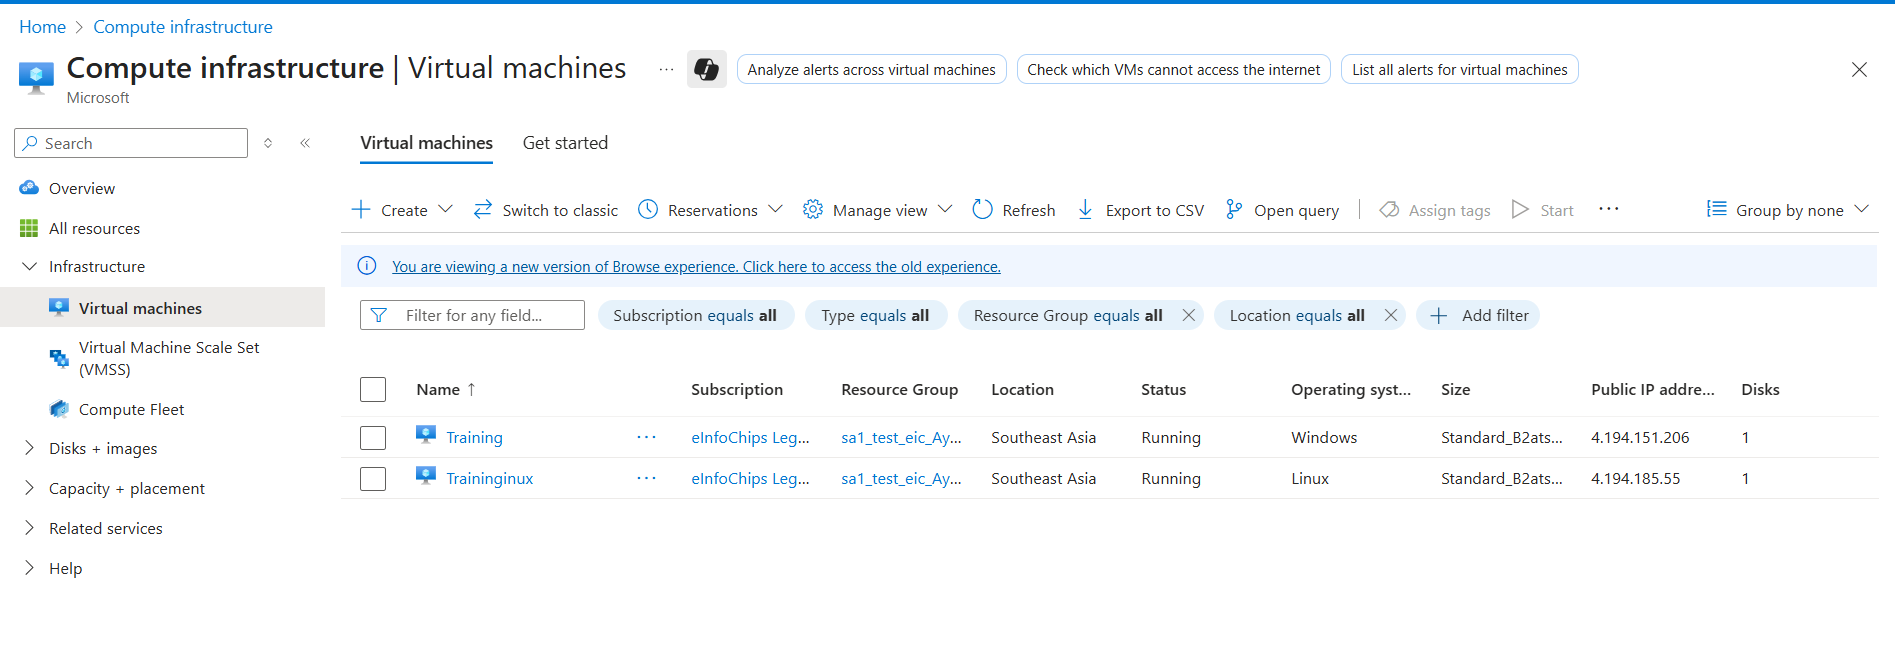 Home > Compute infrastructure
Compute infrastructure | Virtual machines ...
Analyze alerts across virtual machines
Check which VMs cannot access the internet
List all alerts for virtual machines
Microsoft
Search
Overview
All resources
Infrastructure
Virtual machines
Virtual Machine Scale Set
(VMSS)
Compute Fleet
Disks + images
Capacity + placement
Related services
Help
Virtual machines Get started
Create Switch to classic Reservations Manage view Refresh Export to CSV Open query Assign tags Start ... Group by none
You are viewing a new version of Browse experience. Click here to access the old experience.
Filter for any field... Subscription equals all Type equals all Resource Group equals all Location equals all Add filter
Name ↑ Subscription Resource Group Location Status Operating syst... Size Public IP addre... Disks
Training ... eInfoChips Leg... sa1_test_eic_Ay... Southeast Asia Running Windows Standard_B2ats... 4.194.151.206 1
Traininginux ... eInfoChips Leg... sa1_test_eic_Ay... Southeast Asia Running Linux Standard_B2ats... 4.194.185.55 1